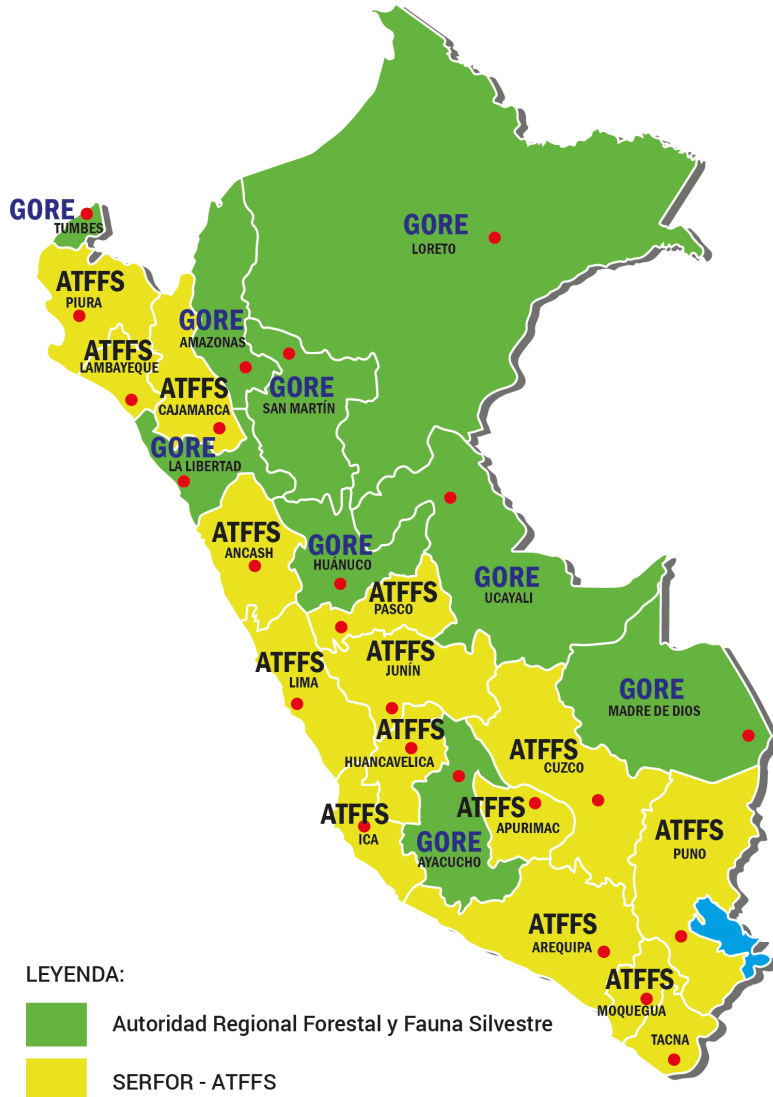 GORE
TUMBES
GORE
LORETO
ATFFS
PIURA
GORE
AMAZONAS
ATFFS
LAMBAYEQUE
ATFFS
CAJAMARCA
GORE
SAN MARTÍN
GORE
LA LIBERTAD
ATFFS
ANCASH
GORE
HUÁNUCO
ATFFS
PASCO
GORE
UCAYALI
ATFFS
LIMA
ATFFS
JUNÍN
GORE
MADRE DE DIOS
ATFFS
HUANCAVELICA
ATFFS
CUZCO
ATFFS
ICA
ATFFS
APURIMAC
GORE
AYACUCHO
ATFFS
PUNO
ATFFS
AREQUIPA
ATFFS
MOQUEGUA
TACNA
LEYENDA:
Autoridad Regional Forestal y Fauna Silvestre
SERFOR - ATFFS